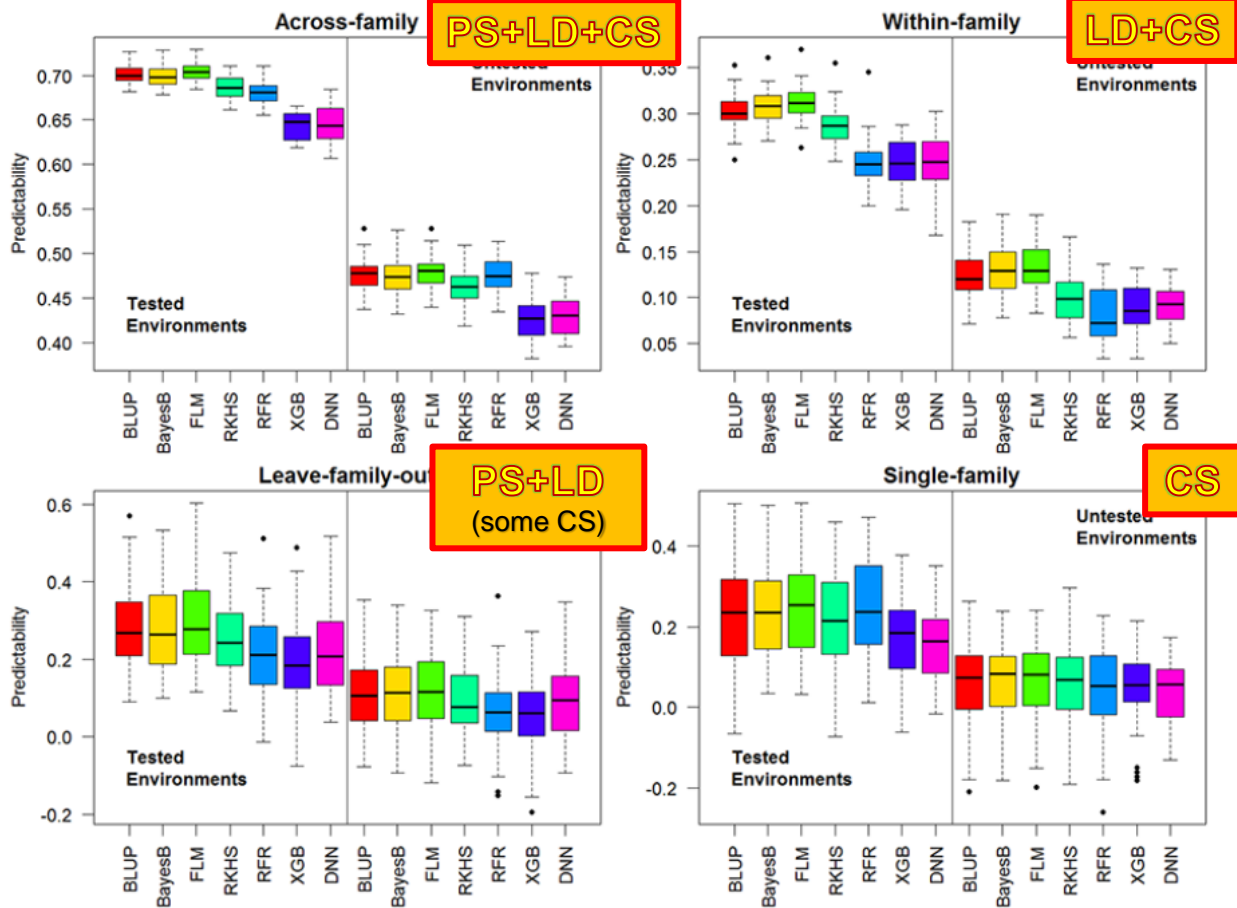 Across-family
PS+LD+CS
Untested
Environments
Predictability
0.70
0.65
0.60
0.55
0.50
0.45
0.40
Tested
Environments
BLUP
BayesB
FLM
RKHS
RFR
XGB
DNN
BLUP
BayesB
FLM
RKHS
RFR
XGB
DNN
Within-family
LD+CS
Untested
Environments
Predictability
0.35
0.30
0.25
0.20
0.15
0.10
0.05
Tested
Environments
BLUP
BayesB
FLM
RKHS
RFR
XGB
DNN
BLUP
BayesB
FLM
RKHS
RFR
XGB
DNN
Leave-family-out
PS+LD
(some CS)
Predictability
0.6
0.4
0.2
0.0
-0.2
Tested
Environments
BLUP
BayesB
FLM
RKHS
RFR
XGB
DNN
BLUP
BayesB
FLM
RKHS
RFR
XGB
DNN
Single-family
CS
Untested
Environments
Predictability
0.4
0.2
0.0
-0.2
Tested
Environments
BLUP
BayesB
FLM
RKHS
RFR
XGB
DNN
BLUP
BayesB
FLM
RKHS
RFR
XGB
DNN